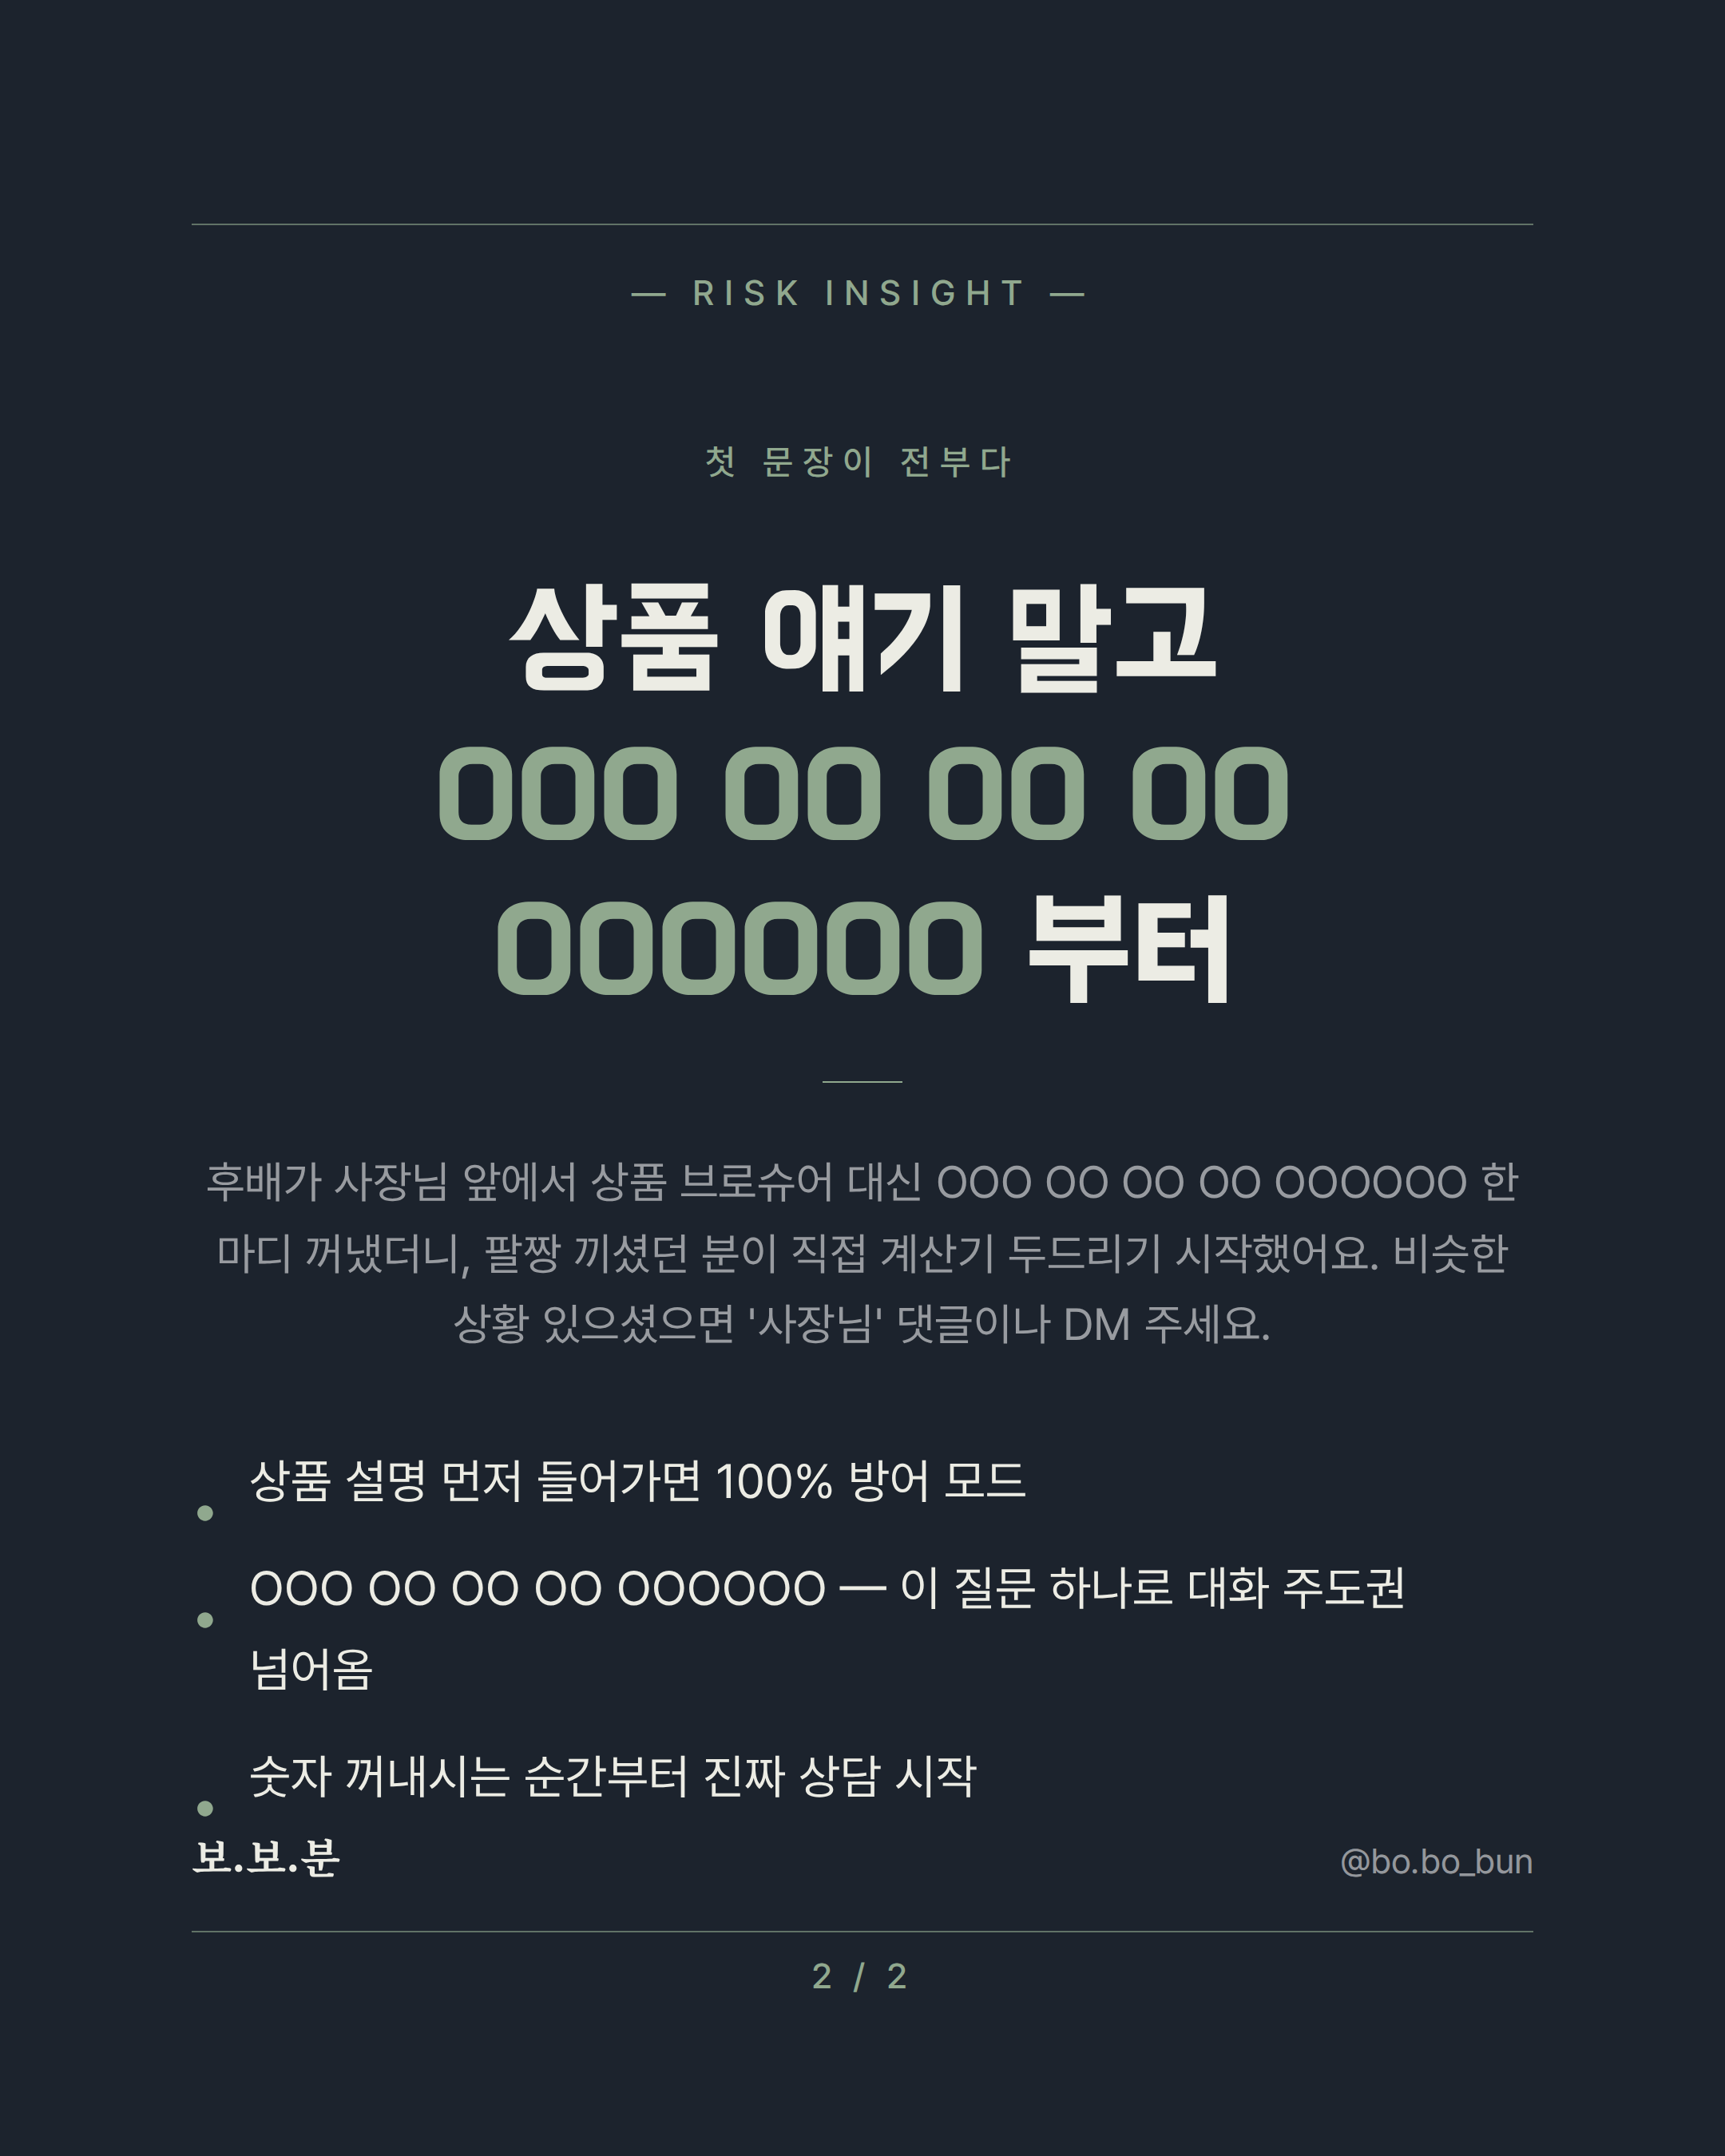 — RISK INSIGHT —
첫 문장이 전부다
상품 얘기 말고
OOO OO OO OO
OOOOOO 부터
후배가 사장님 앞에서 상품 브로슈어 대신 OOO OO OO OO OOOOOO 한
마디 꺼냈더니, 팔짱 끼셨던 분이 직접 계산기 두드리기 시작했어요. 비슷한
상황 있으셨으면 '사장님' 댓글이나 DM 주세요.
상품 설명 먼저 들어가면 100% 방어 모드
OOO OO OO OO OOOOOO — 이 질문 하나로 대화 주도권
넘어옴
숫자 꺼내시는 순간부터 진짜 상담 시작
보.보.분
@bo.bo_bun
2 / 2